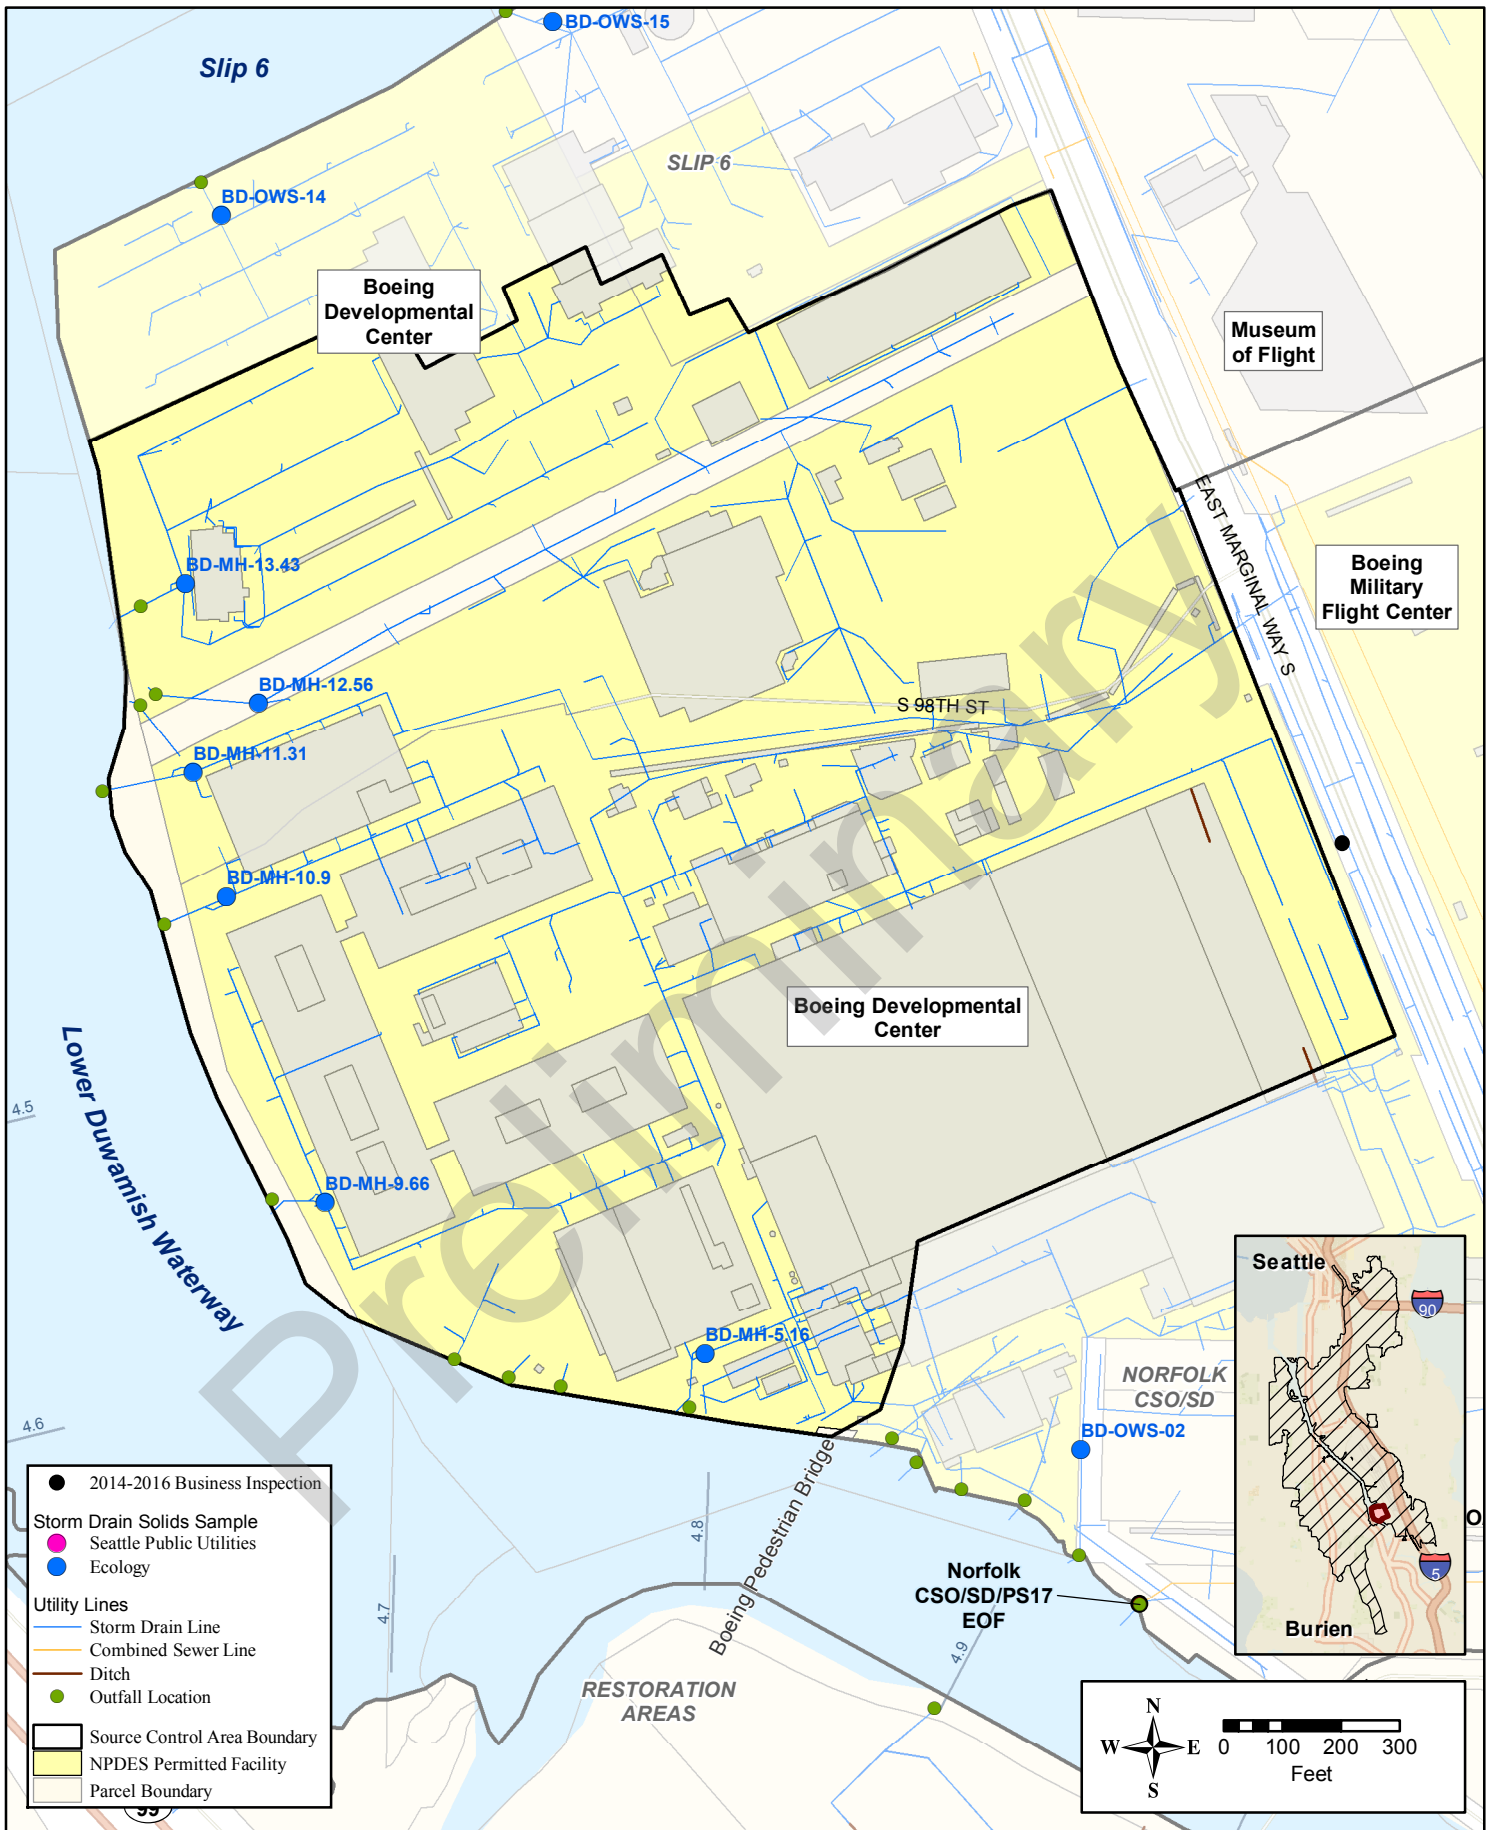 BD-OWS-15
Slip 6
SLIP 6
BD-OWS-14
Boeing
Developmental
Center
Museum
of Flight
EAST MARGINAL WAY S
Boeing
Military
Flight Center
BD-MH-13.43
BD-MH-12.56
S 98TH ST
BD-MH-11.31
BD-MH-10.9
Boeing Developmental
Center
Lower Duwamish Waterway
4.5
BD-MH-9.66
Preliminary
BD-MH-5.16
4.6
NORFOLK
CSO/SD
BD-OWS-02
Boeing Pedestrian Bridge
4.8
4.7
4.9
Norfolk
CSO/SD/PS17
EOF
RESTORATION
AREAS
O
Seattle
90
5
Burien
2014-2016 Business Inspection
Storm Drain Solids Sample
Seattle Public Utilities
Ecology
Utility Lines
Storm Drain Line
Combined Sewer Line
Ditch
Outfall Location
Source Control Area Boundary
NPDES Permitted Facility
Parcel Boundary
99
N
W E
S
0 100 200 300
Feet